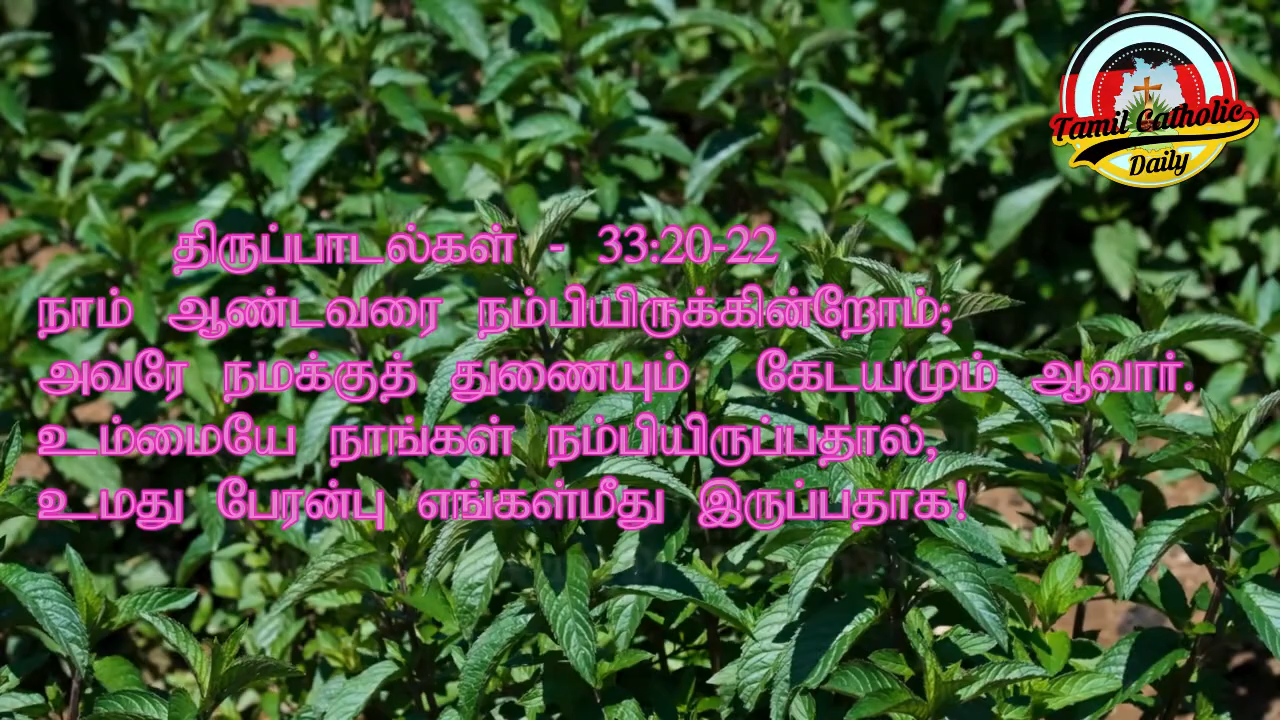 Tamil Catholic
Daily
திருப்பாடல்கள் - 33:20-22
நாம் ஆண்டவரை நம்பியிருக்கின்றோம்;
அவரே நமக்குத் துணையும் கேடயமும் ஆவார்.
உம்மையே நாங்கள் நம்பியிருப்பதால்,
உமது பேரன்பு எங்கள்மீது இருப்பதாக!